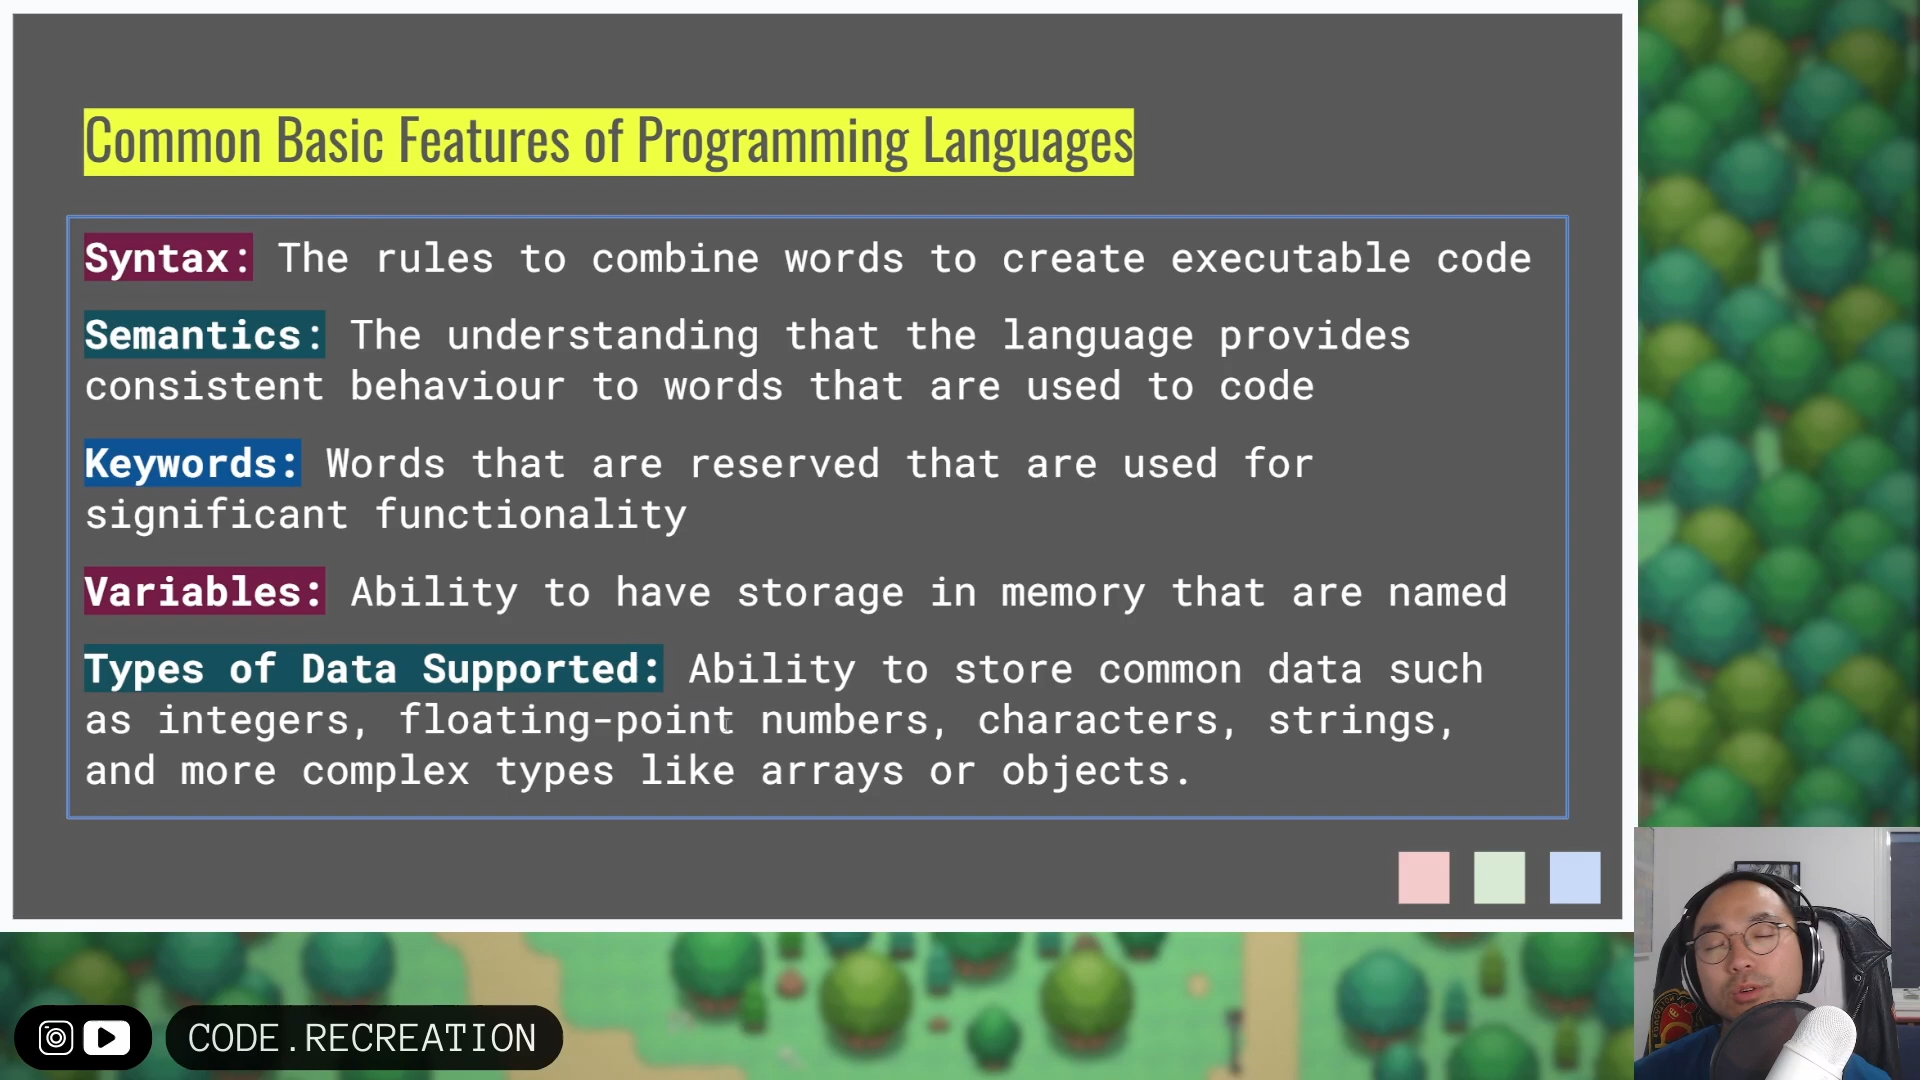 Common Basic Features of Programming Languages
Syntax: The rules to combine words to create executable code
Semantics: The understanding that the language provides
consistent behaviour to words that are used to code
Keywords: Words that are reserved that are used for
significant functionality
Variables: Ability to have storage in memory that are named
Types of Data Supported: Ability to store common data such
as integers, floating-point numbers, characters, strings,
and more complex types like arrays or objects.
CODE.RECREATION